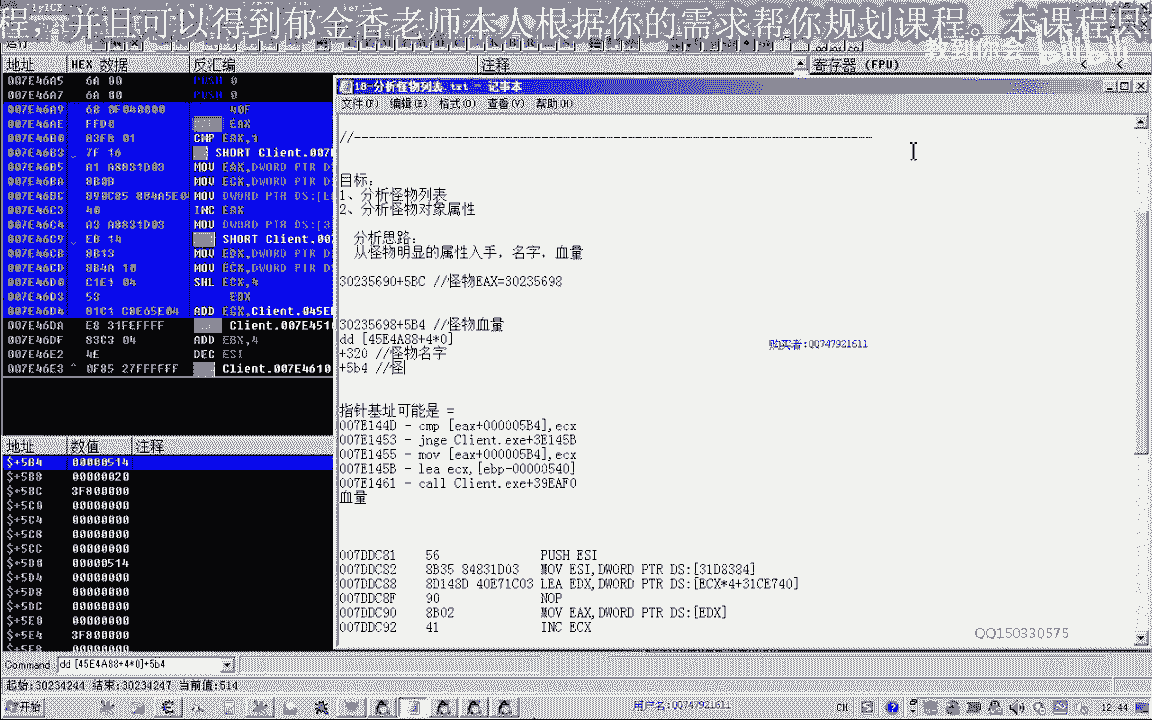 程，并且可以得到郁金香老师本人根据你的需求帮你规划课程。本课程只
地址 HEX 数据 反汇编 注释 寄存器 (FPU)
007E46A5 6A 00 PUSH 0
007E46A7 6A 00 PUSH 0
007E46A9 68 0F040000 40F
007E46AE FFD0 EAX
007E46B0 83F8 01 CMP EAX,1
007E46B3 7F 16 SHORT Client.007
007E46B5 A1 A8831D03 MOV EAX,DWORD PTR D
007E46BA 8B0B MOV ECX,DWORD PTR D
007E46BC 890C85 884A5E04 MOV DWORD PTR DS:[E
007E46C3 40 INC EAX
007E46C4 A3 A8831D03 MOV DWORD PTR DS:[3
007E46C9 EB 14 SHORT Client.007
007E46CB 8B13 MOV EDX,DWORD PTR D
007E46CD 8B4A 10 MOV ECX,DWORD PTR D
007E46D0 C1E1 04 SHL ECX,4
007E46D3 53 EBX
007E46D4 81C1 C8E65E04 ADD ECX,Client.045E
007E46DA E8 31FEFFFF Client.007E451
007E46DF 83C3 04 ADD EBX,4
007E46E2 4E DEC ESI
007E46E3 ^ 0F85 27FFFFFF Client.007E4610
18-分析怪物列表.txt - 记事本
文件(F) 编辑(E) 格式(O) 查看(V) 帮助(H)
//------------------------------------------------------------------------
目标：
1、分析怪物列表
2、分析怪物对象属性
分析思路：
从怪物明显的属性入手，名字，血量
30235690+5BC //怪物EAX=30235698
30235698+5B4 //怪物血量
dd [45E4A88+4*0]
+320 //怪物名字
+5b4 //怪
购买者:QQ747921611
指针基址可能是 =
007E144D - cmp [eax+000005B4],ecx
007E1453 - jnge Client.exe+3E145B
007E1455 - mov [eax+000005B4],ecx
007E145B - lea ecx,[ebp-00000540]
007E1461 - call Client.exe+39EAF0
血量
007DDC81 56 PUSH ESI
007DDC82 8B35 84831D03 MOV ESI,DWORD PTR DS:[31D8384]
007DDC88 8D148D 40E71C03 LEA EDX,DWORD PTR DS:[ECX*4+31CE740]
007DDC8F 90 NOP
007DDC90 8B02 MOV EAX,DWORD PTR DS:[EDX]
007DDC92 41 INC ECX
QQ150330575
地址 数值 注释
$+5B4 00000514
$+5B8 00000020
$+5BC 3F800000
$+5C0 00000000
$+5C4 00000000
$+5C8 00000000
$+5CC 00000000
$+5D0 00000514
$+5D4 00000000
$+5D8 00000000
$+5DC 00000000
$+5E0 00000000
$+5E4 3F800000
$+5E8 00000000
Command: dd [45E4A88+4*0]+5b4
起始:30234244 结束:30234247 当前值:514
开始 用户名:QQ747921611 CH 12:44